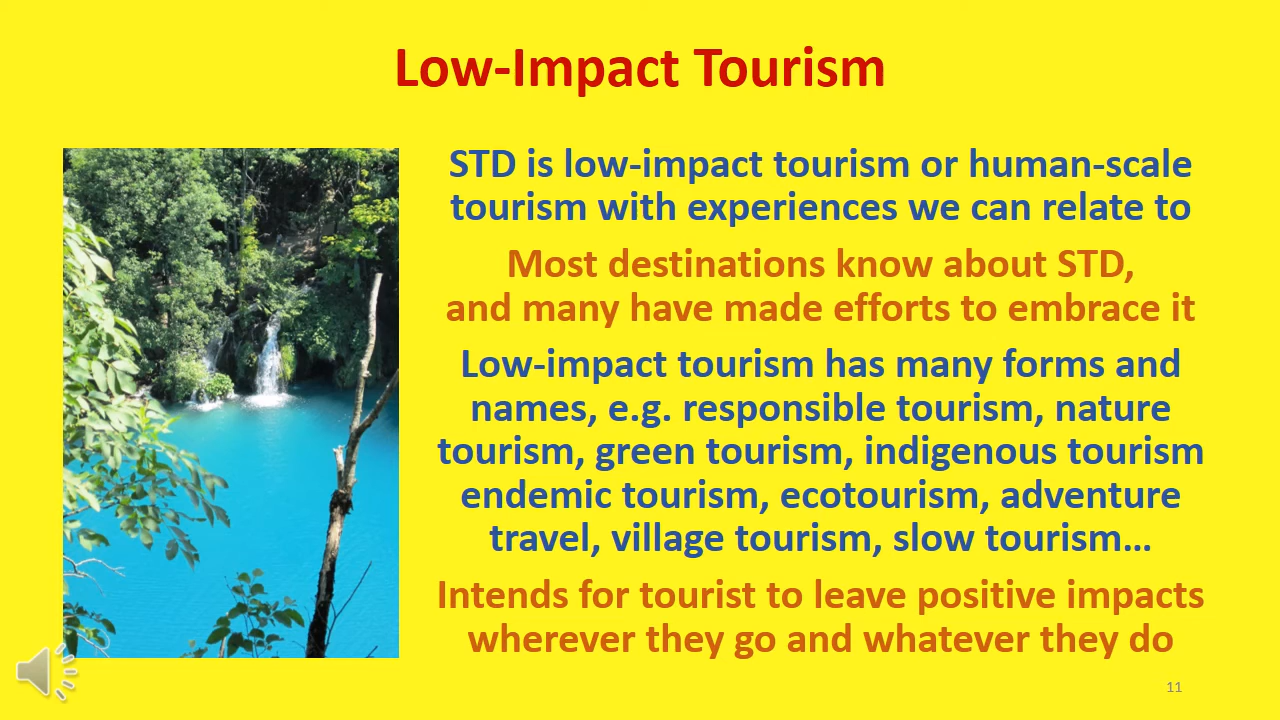 Low-Impact Tourism
STD is low-impact tourism or human-scale
tourism with experiences we can relate to
Most destinations know about STD,
and many have made efforts to embrace it
Low-impact tourism has many forms and
names, e.g. responsible tourism, nature
tourism, green tourism, indigenous tourism
endemic tourism, ecotourism, adventure
travel, village tourism, slow tourism…
Intends for tourist to leave positive impacts
wherever they go and whatever they do
11